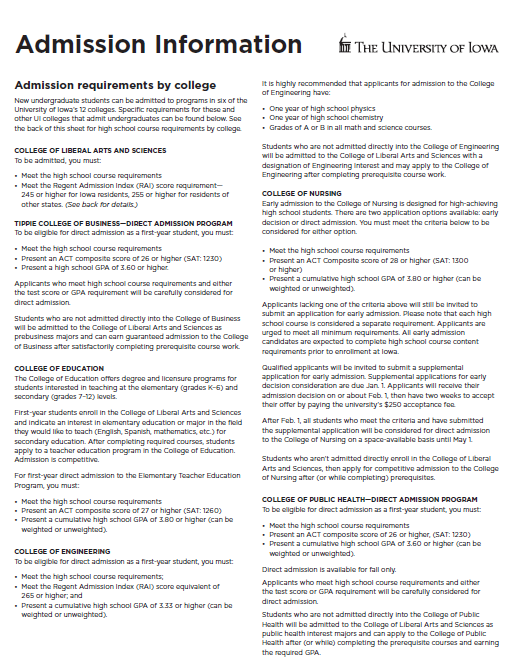 Admission Information
THE UNIVERSITY OF IOWA
Admission requirements by college
New undergraduate students can be admitted to programs in six of the
University of Iowa's 12 colleges. Specific requirements for these and
other UI colleges that admit undergraduates can be found below. See
the back of this sheet for high school course requirements by college.
COLLEGE OF LIBERAL ARTS AND SCIENCES
To be admitted, you must:
• Meet the high school course requirements
• Meet the Regent Admission Index (RAI) score requirement—
245 or higher for Iowa residents, 255 or higher for residents of
other states. (See back for details.)
TIPPIE COLLEGE OF BUSINESS—DIRECT ADMISSION PROGRAM
To be eligible for direct admission as a first-year student, you must:
• Meet the high school course requirements
• Present an ACT composite score of 26 or higher (SAT: 1230)
• Present a high school GPA of 3.60 or higher.
Applicants who meet high school course requirements and either
the test score or GPA requirement will be carefully considered for
direct admission.
Students who are not admitted directly into the College of Business
will be admitted to the College of Liberal Arts and Sciences as
prebusiness majors and can earn guaranteed admission to the College
of Business after satisfactorily completing prerequisite course work.
COLLEGE OF EDUCATION
The College of Education offers degree and licensure programs for
students interested in teaching at the elementary (grades K–6) and
secondary (grades 7–12) levels.
First-year students enroll in the College of Liberal Arts and Sciences
and indicate an interest in elementary education or major in the field
they would like to teach (English, Spanish, mathematics, etc.) for
secondary education. After completing required courses, students
apply to a teacher education program in the College of Education.
Admission is competitive.
For first-year direct admission to the Elementary Teacher Education
Program, you must:
• Meet the high school course requirements
• Present an ACT composite score of 27 or higher (SAT: 1260)
• Present a cumulative high school GPA of 3.80 or higher (can be
weighted or unweighted).
COLLEGE OF ENGINEERING
To be eligible for direct admission as a first-year student, you must:
• Meet the high school course requirements;
• Meet the Regent Admission Index (RAI) score equivalent of
265 or higher; and
• Present a cumulative high school GPA of 3.33 or higher (can be
weighted or unweighted).
It is highly recommended that applicants for admission to the College
of Engineering have:
• One year of high school physics
• One year of high school chemistry
• Grades of A or B in all math and science courses.
Students who are not admitted directly into the College of Engineering
will be admitted to the College of Liberal Arts and Sciences with a
designation of Engineering Interest and may apply to the College of
Engineering after completing prerequisite course work.
COLLEGE OF NURSING
Early admission to the College of Nursing is designed for high-achieving
high school students. There are two application options available: early
decision or direct admission. You must meet the criteria below to be
considered for either option.
• Meet the high school course requirements
• Present an ACT Composite score of 28 or higher (SAT: 1300
or higher)
• Present a cumulative high school GPA of 3.80 or higher (can be
weighted or unweighted).
Applicants lacking one of the criteria above will still be invited to
submit an application for early admission. Please note that each high
school course is considered a separate requirement. Applicants are
urged to meet all minimum requirements. All early admission
candidates are expected to complete high school course content
requirements prior to enrollment at Iowa.
Qualified applicants will be invited to submit a supplemental
application for early admission. Supplemental applications for early
decision consideration are due Jan. 1. Applicants will receive their
admission decision on or about Feb. 1, then have two weeks to accept
their offer by paying the university's $250 acceptance fee.
After Feb. 1, all students who meet the criteria and have submitted
the supplemental application will be considered for direct admission
to the College of Nursing on a space-available basis until May 1.
Students who aren't admitted directly enroll in the College of Liberal
Arts and Sciences, then apply for competitive admission to the College
of Nursing after (or while completing) prerequisites.
COLLEGE OF PUBLIC HEALTH—DIRECT ADMISSION PROGRAM
To be eligible for direct admission as a first-year student, you must:
• Meet the high school course requirements
• Present an ACT composite score of 26 or higher, (SAT: 1230)
• Present a cumulative high school GPA of 3.60 or higher (can be
weighted or unweighted).
Direct admission is available for fall only.
Applicants who meet high school course requirements and either
the test score or GPA requirement will be carefully considered for
direct admission.
Students who are not admitted directly into the College of Public
Health will be admitted to the College of Liberal Arts and Sciences as
public health interest majors and can apply to the College of Public
Health after (or while) completing the prerequisite courses and earning
the required GPA.